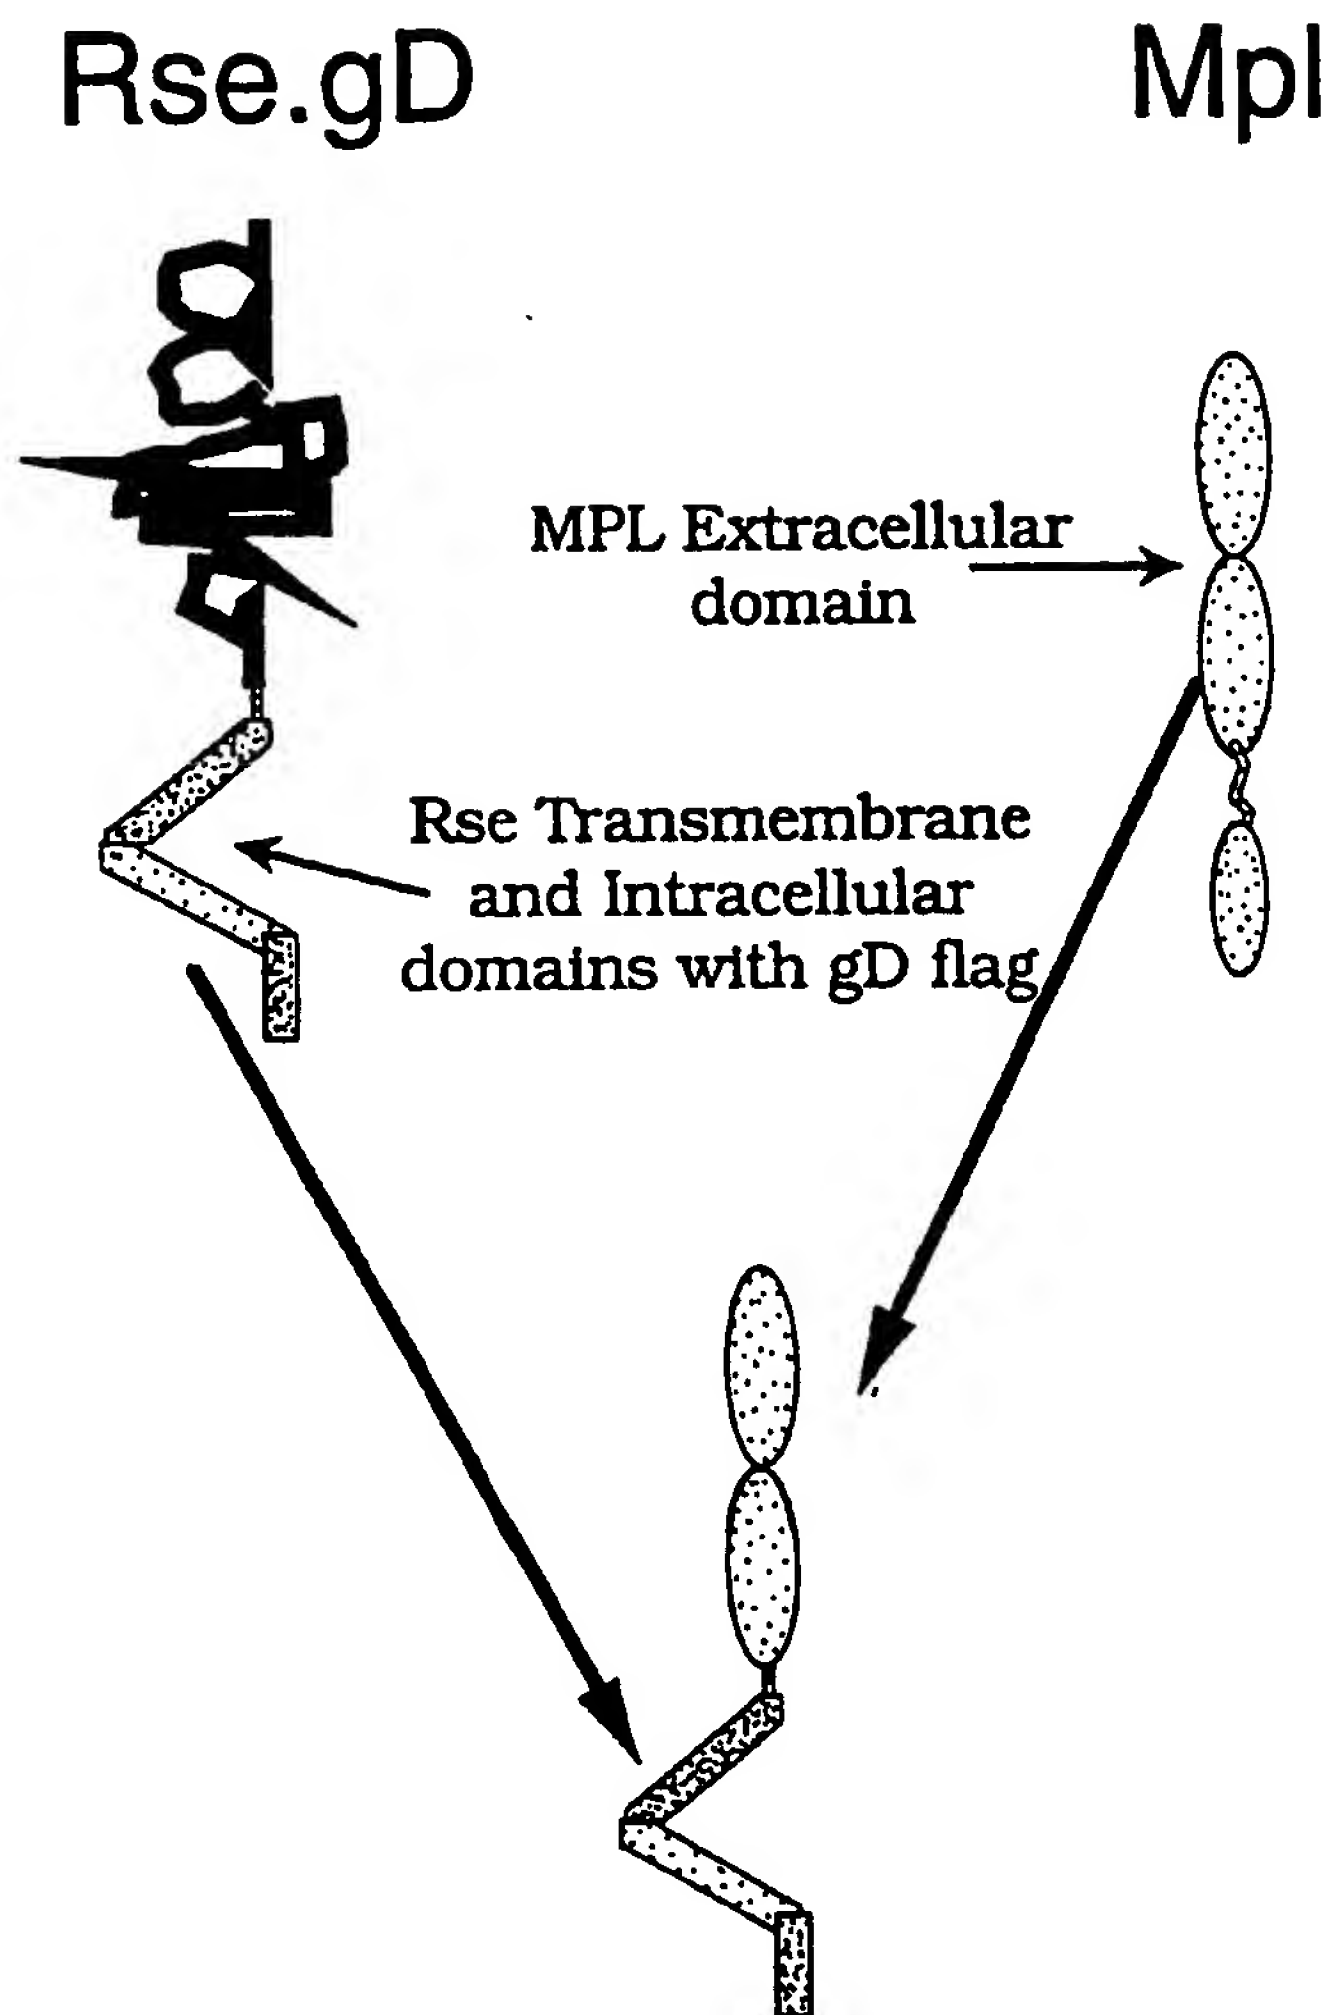 Rse.gD
Mpl
MPL Extracellular
domain
Rse Transmembrane
and Intracellular
domains with gD flag